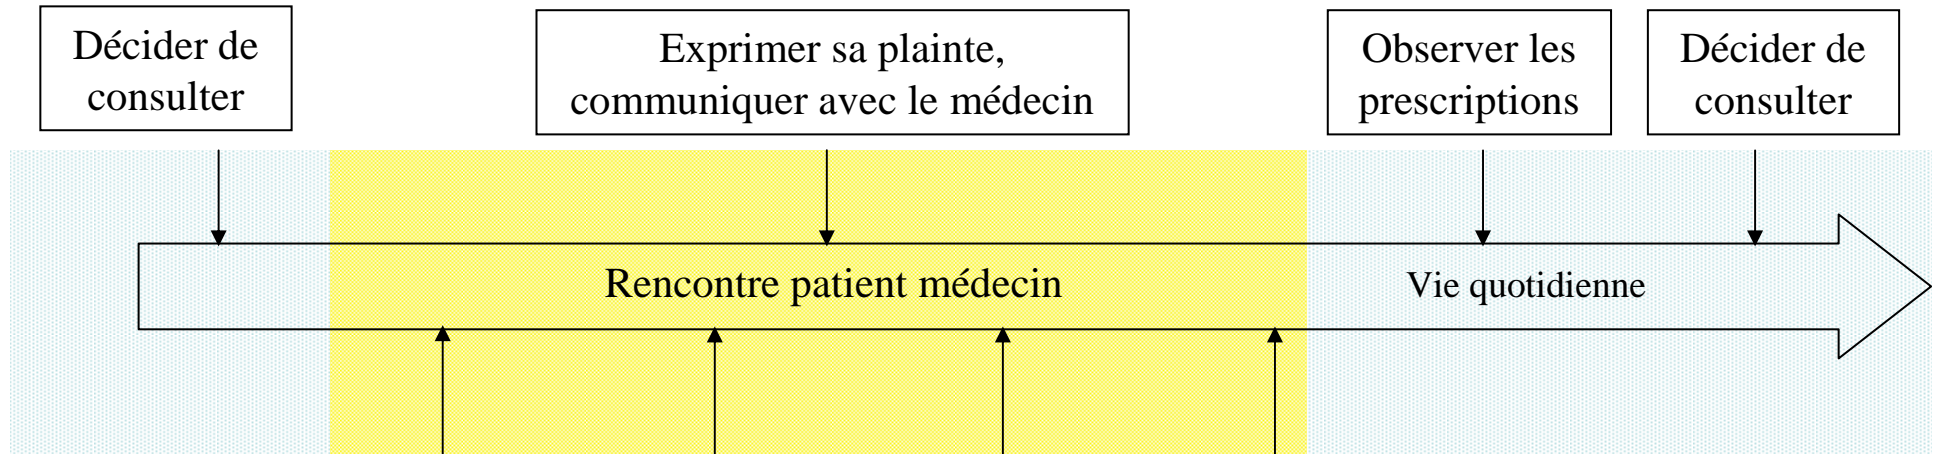 Décider de
consulter
Exprimer sa plainte,
communiquer avec le médecin
Observer les
prescriptions
Décider de
consulter
Rencontre patient médecin
Vie quotidienne